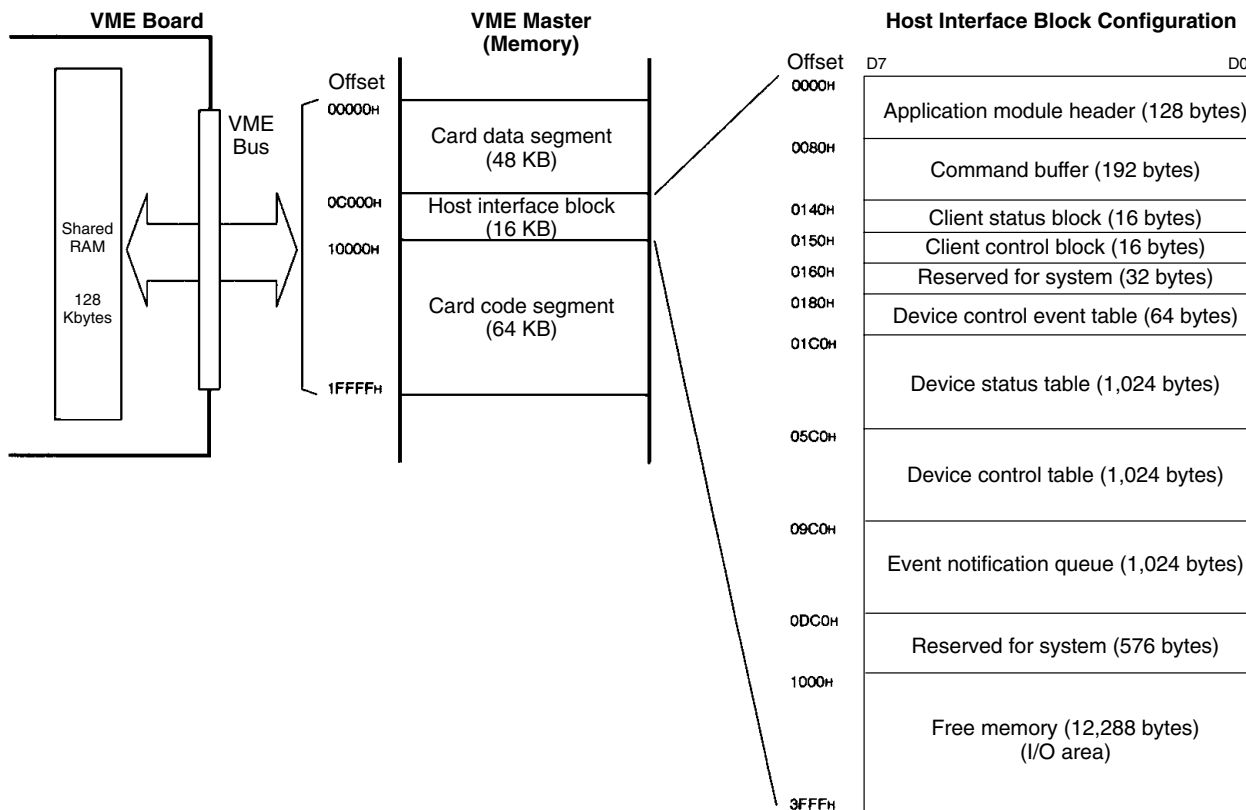 VME Board
Shared
RAM
128
Kbytes
VME
Bus
VME Master
(Memory)
Offset
00000H
Card data segment
(48 KB)
0C000H
Host interface block
(16 KB)
10000H
Card code segment
(64 KB)
1FFFFH
Host Interface Block Configuration
Offset
D7
D0
0000H
Application module header (128 bytes)
0080H
Command buffer (192 bytes)
0140H
Client status block (16 bytes)
0150H
Client control block (16 bytes)
0160H
Reserved for system (32 bytes)
0180H
Device control event table (64 bytes)
01C0H
Device status table (1,024 bytes)
05C0H
Device control table (1,024 bytes)
09C0H
Event notification queue (1,024 bytes)
0DC0H
Reserved for system (576 bytes)
1000H
Free memory (12,288 bytes)
(I/O area)
3FFFH